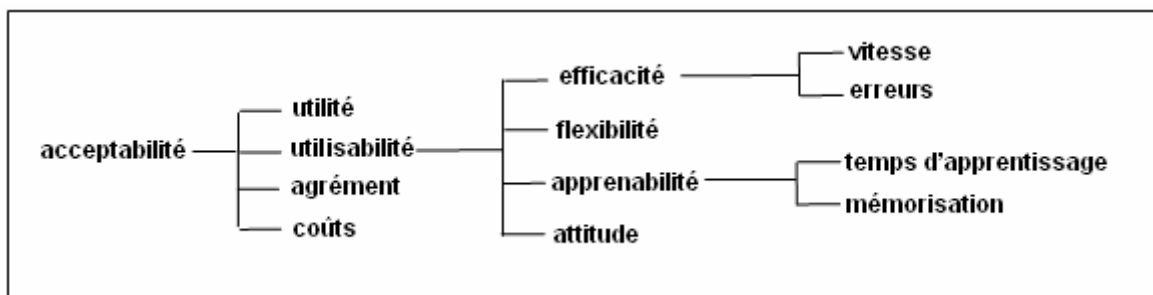 acceptabilité
utilité
utilisabilité
agrément
coûts
efficacité
flexibilité
apprenabilité
attitude
vitesse
erreurs
temps d'apprentissage
mémorisation